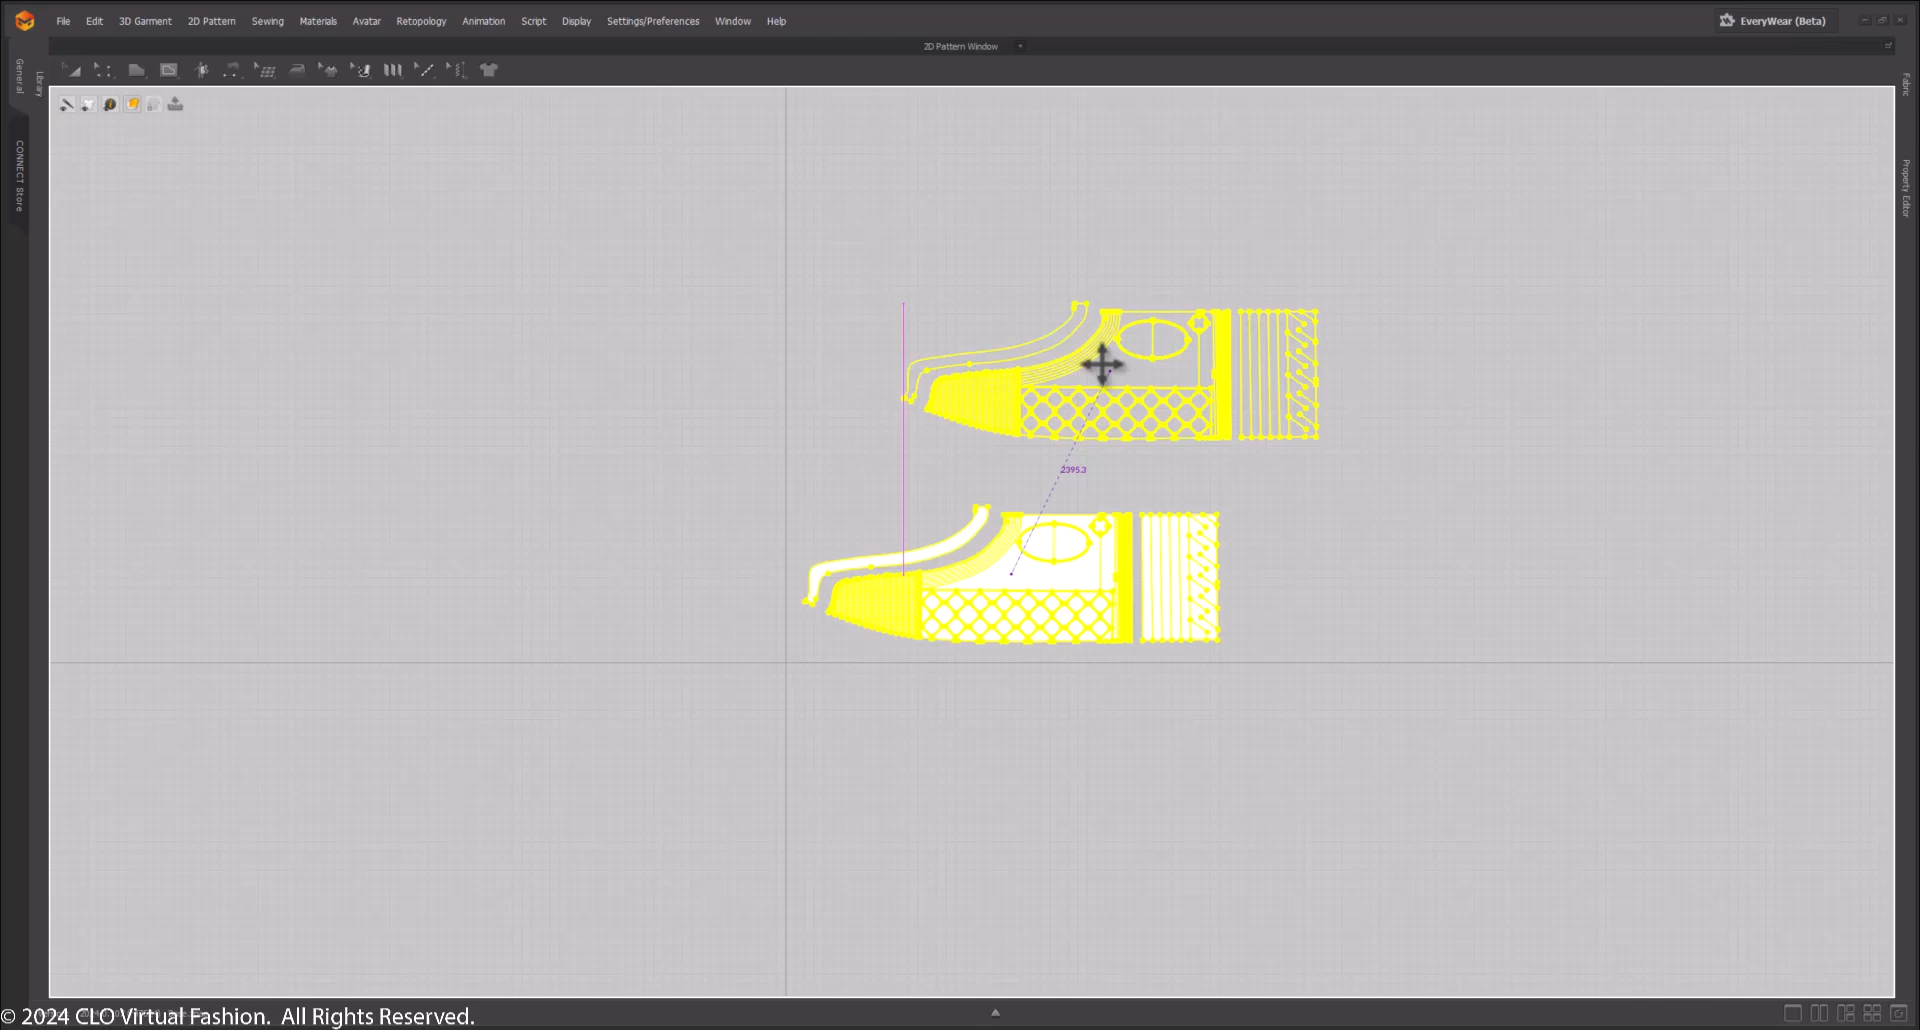 File Edit 3D Garment 2D Pattern Sewing Materials Avatar Retopology Animation Script Display Settings/Preferences Window Help
EveryWear (Beta)
2D Pattern Window
General
Library
CONNECT Store
Fabric
Property Editor
2395.3
© 2024 CLO Virtual Fashion. All Rights Reserved.